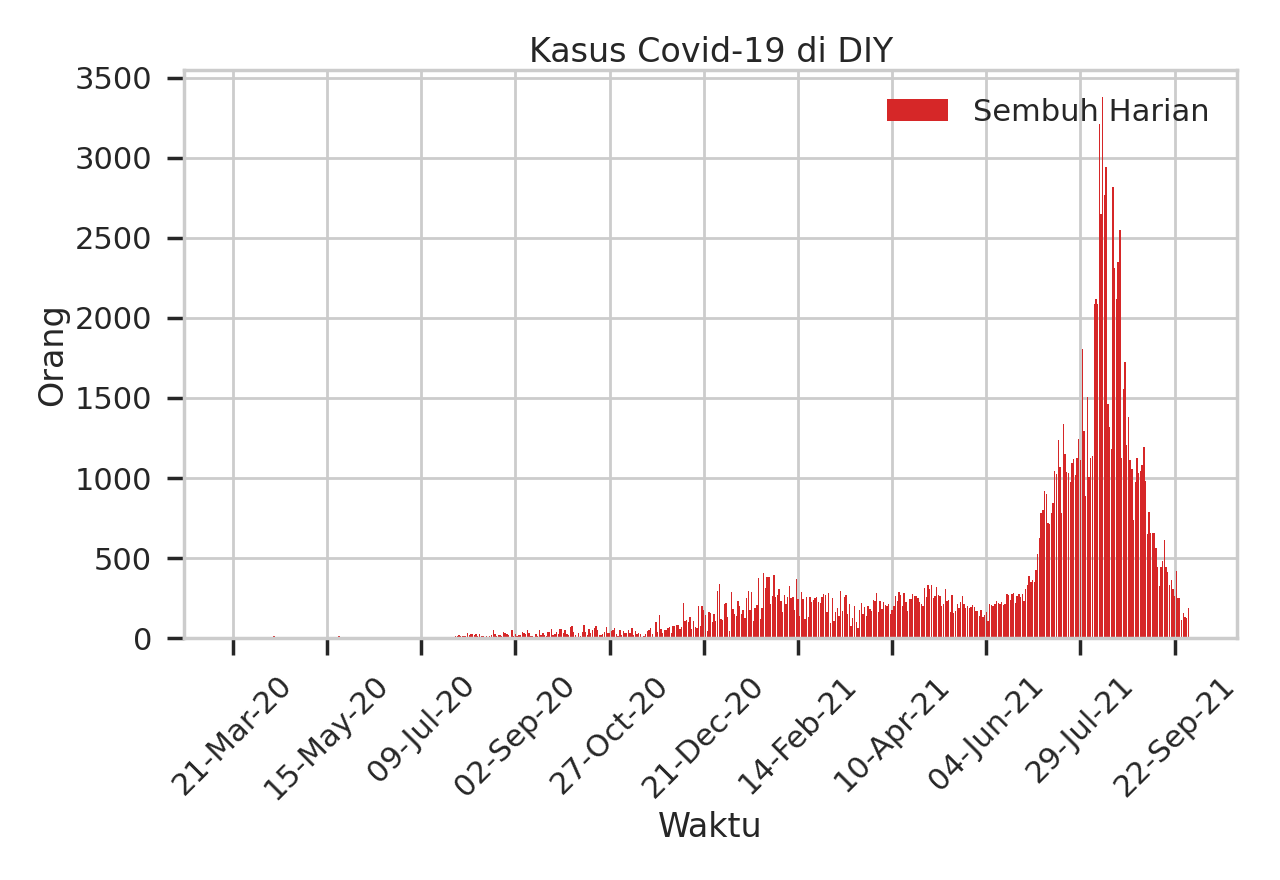 Kasus Covid-19 di DIY
Sembuh Harian
3500
3000
2500
2000
1500
1000
500
0
Orang
21-Mar-20
15-May-20
09-Jul-20
02-Sep-20
27-Oct-20
21-Dec-20
14-Feb-21
10-Apr-21
04-Jun-21
29-Jul-21
22-Sep-21
Waktu